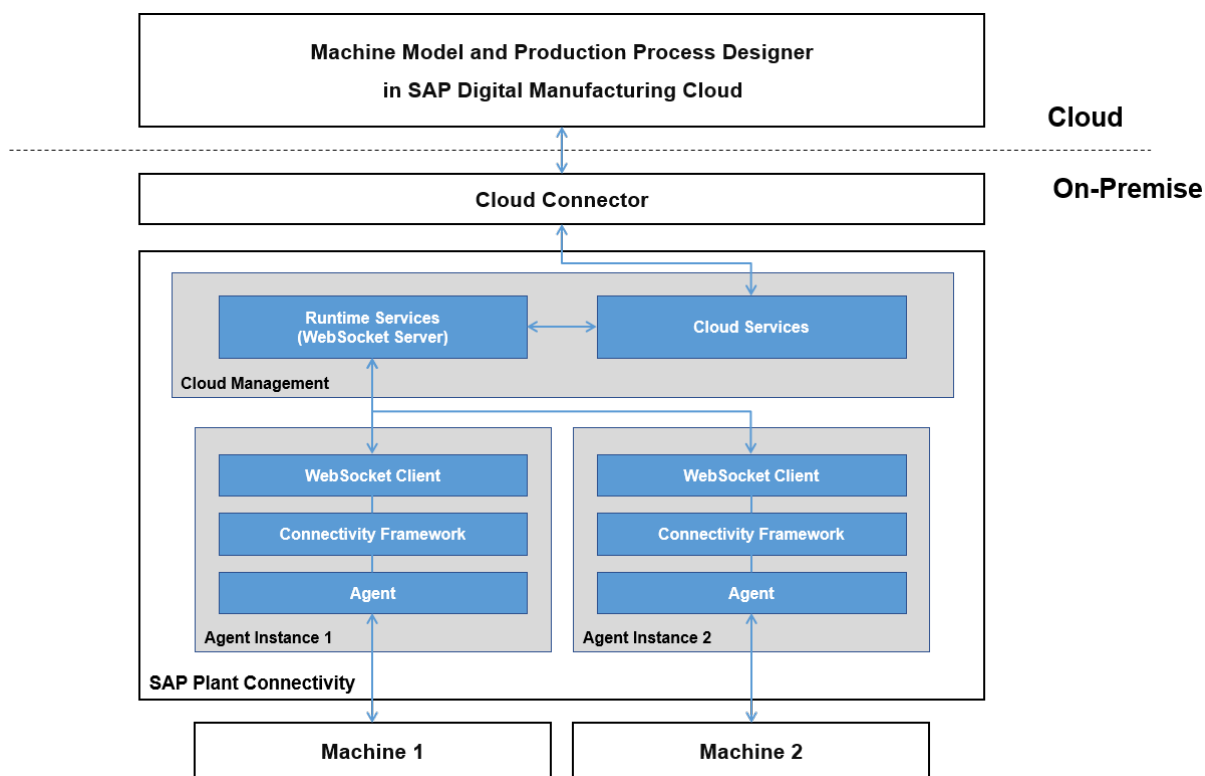 Machine Model and Production Process Designer
in SAP Digital Manufacturing Cloud
Cloud
On-Premise
Cloud Connector
Runtime Services
(WebSocket Server)
Cloud Services
Cloud Management
WebSocket Client
WebSocket Client
Connectivity Framework
Connectivity Framework
Agent
Agent
Agent Instance 1
Agent Instance 2
SAP Plant Connectivity
Machine 1
Machine 2